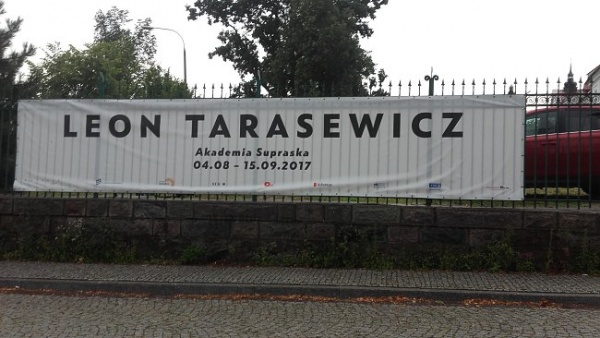 LEON TARASEWICZ
Akademia Supraska
04.08 - 15.09.2017